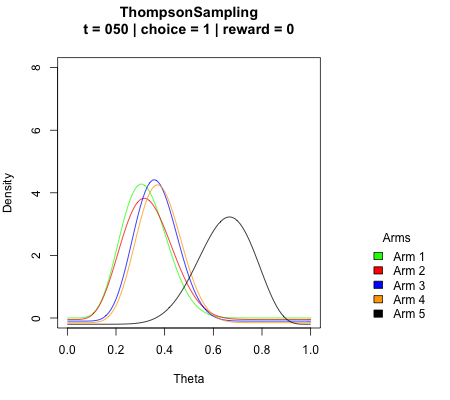 ThompsonSampling
t = 050 | choice = 1 | reward = 0
Density
8
6
4
2
0
0.0 0.2 0.4 0.6 0.8 1.0
Theta
Arms
Arm 1
Arm 2
Arm 3
Arm 4
Arm 5